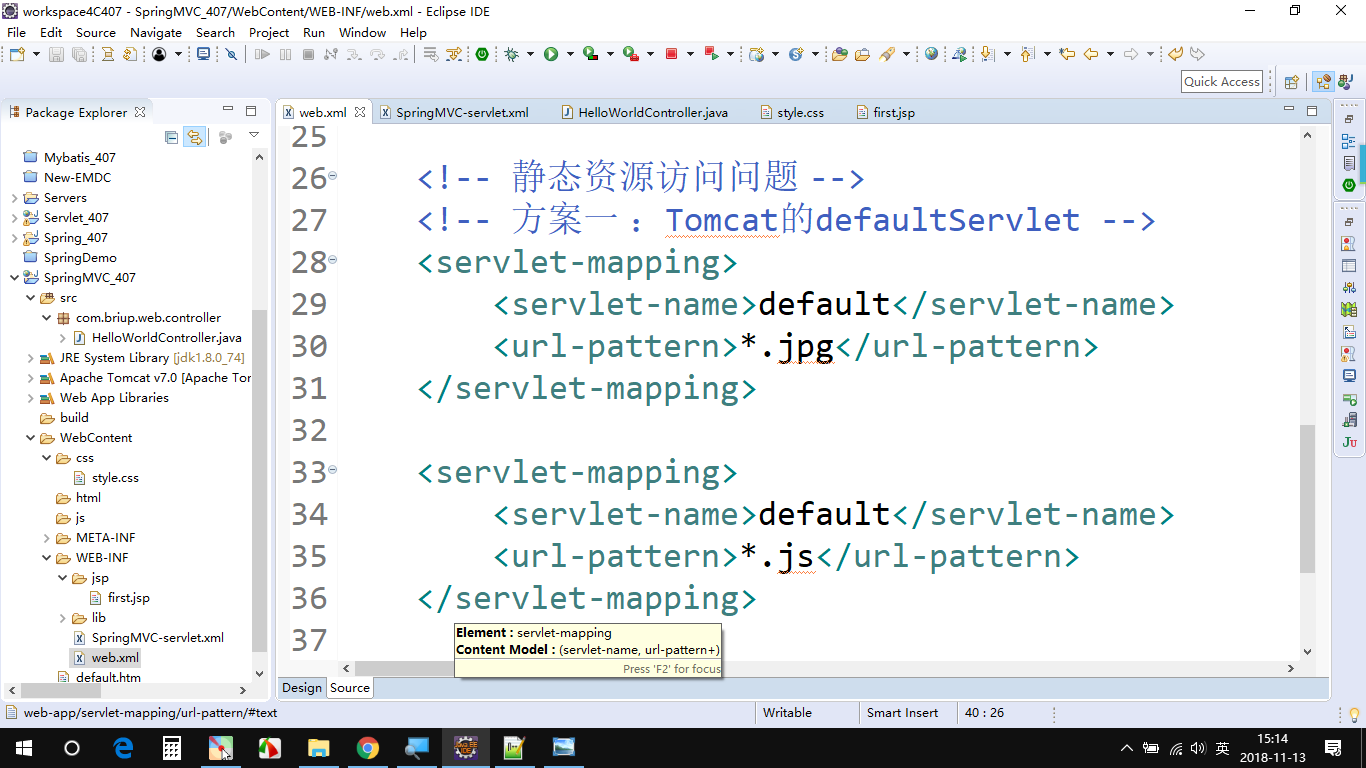 workspace4C407 - SpringMVC_407/WebContent/WEB-INF/web.xml - Eclipse IDE
File Edit Source Navigate Search Project Run Window Help
Quick Access
Package Explorer
web.xml SpringMVC-servlet.xml HelloWorldController.java style.css first.jsp
Mybatis_407
New-EMDC
Servers
Servlet_407
Spring_407
SpringDemo
SpringMVC_407
src
com.briup.web.controller
HelloWorldController.java
JRE System Library [jdk1.8.0_74]
Apache Tomcat v7.0 [Apache Tor
Web App Libraries
build
WebContent
css
style.css
html
js
META-INF
WEB-INF
jsp
first.jsp
lib
SpringMVC-servlet.xml
web.xml
default.htm
25
26 <!-- 静态资源访问问题 -->
27 <!-- 方案一 : Tomcat的defaultServlet -->
28 <servlet-mapping>
29 <servlet-name>default</servlet-name>
30 <url-pattern>*.jpg</url-pattern>
31 </servlet-mapping>
32
33 <servlet-mapping>
34 <servlet-name>default</servlet-name>
35 <url-pattern>*.js</url-pattern>
36 </servlet-mapping>
37
Element : servlet-mapping
Content Model : (servlet-name, url-pattern+)
Press 'F2' for focus
Design Source
web-app/servlet-mapping/url-pattern/#text Writable Smart Insert 40 : 26
英 15:14
2018-11-13